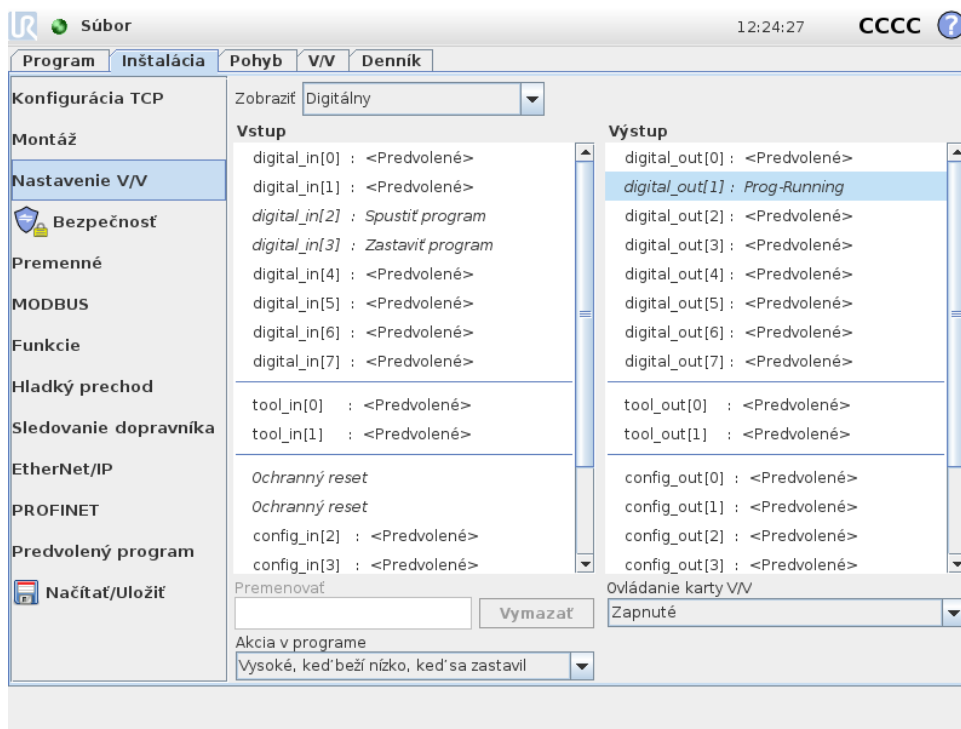 UR Súbor 12:24:27 CCCC ?
Program Inštalácia Pohyb V/V Denník
Konfigurácia TCP
Montáž
Nastavenie V/V
Bezpečnosť
Premenné
MODBUS
Funkcie
Hladký prechod
Sledovanie dopravníka
EtherNet/IP
PROFINET
Predvolený program
Načítať/Uložiť
Zobraziť Digitálny
Vstup
digital_in[0] : <Predvolené>
digital_in[1] : <Predvolené>
digital_in[2] : Spustiť program
digital_in[3] : Zastaviť program
digital_in[4] : <Predvolené>
digital_in[5] : <Predvolené>
digital_in[6] : <Predvolené>
digital_in[7] : <Predvolené>
tool_in[0] : <Predvolené>
tool_in[1] : <Predvolené>
Ochranný reset
Ochranný reset
config_in[2] : <Predvolené>
config_in[3] : <Predvolené>
Výstup
digital_out[0] : <Predvolené>
digital_out[1] : Prog-Running
digital_out[2] : <Predvolené>
digital_out[3] : <Predvolené>
digital_out[4] : <Predvolené>
digital_out[5] : <Predvolené>
digital_out[6] : <Predvolené>
digital_out[7] : <Predvolené>
tool_out[0] : <Predvolené>
tool_out[1] : <Predvolené>
config_out[0] : <Predvolené>
config_out[1] : <Predvolené>
config_out[2] : <Predvolené>
config_out[3] : <Predvolené>
Premenovať
Vymazať
Akcia v programe
Vysoké, keď beží nízko, keď sa zastavil
Ovládanie karty V/V
Zapnuté